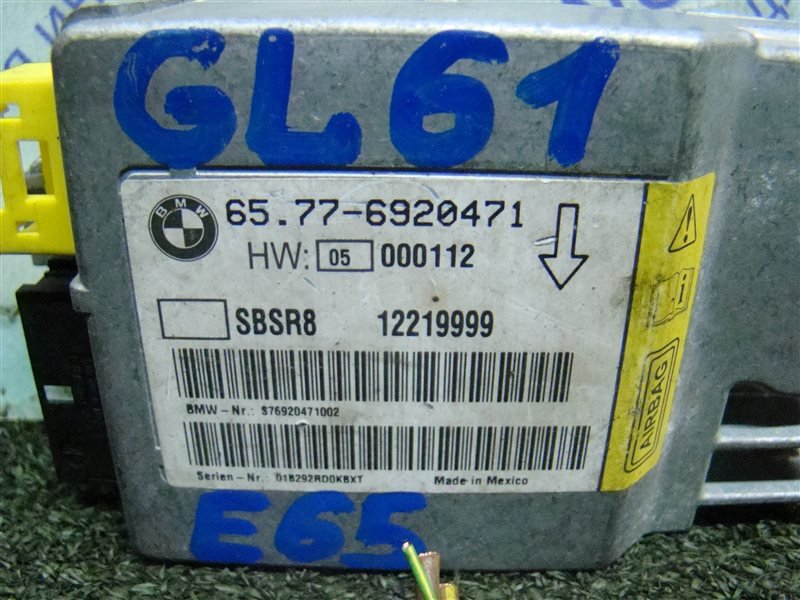 GL61
BMW
65.77-6920471
HW: 05 000112
SBSR8 12219999
BMW-Nr.: S76920471002
Serien-Nr.: 01B292RD0KBXT
Made in Mexico
AIRBAG
E65